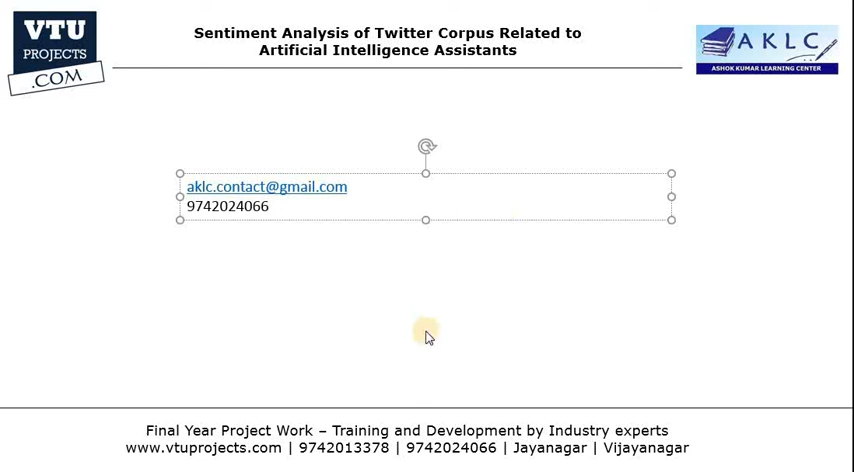 VTU
PROJECTS
.COM
Sentiment Analysis of Twitter Corpus Related to
Artificial Intelligence Assistants
AKLC
ASHOK KUMAR LEARNING CENTER
aklc.contact@gmail.com
9742024066
Final Year Project Work – Training and Development by Industry experts
www.vtuprojects.com | 9742013378 | 9742024066 | Jayanagar | Vijayanagar